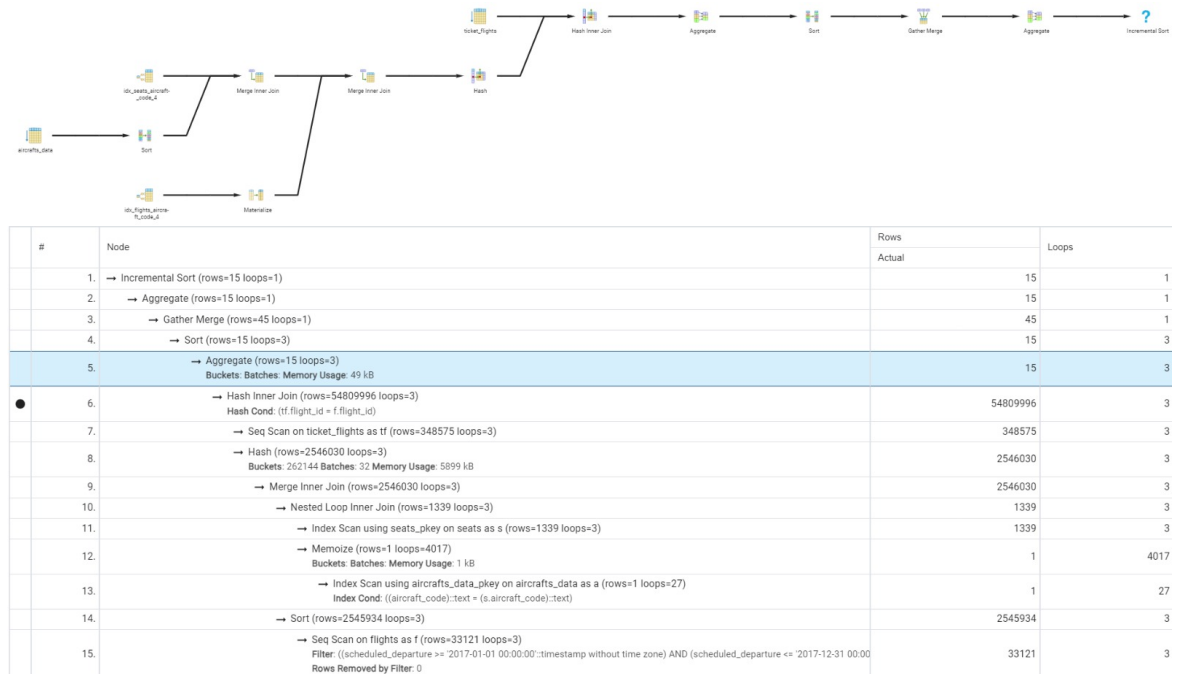 ticket_flights
Hash Inner Join
Aggregate
Sort
Gather Merge
Aggregate
?
Incremental Sort
idx_seats_aircraft-
_code_4
Merge Inner Join
Merge Inner Join
Hash
aircrafts_data
Sort
idx_flights_aircra-
ft_code_4
Materialize
# Node Rows Loops
Actual
1. → Incremental Sort (rows=15 loops=1) 15 1
2. → Aggregate (rows=15 loops=1) 15 1
3. → Gather Merge (rows=45 loops=1) 45 1
4. → Sort (rows=15 loops=3) 15 3
5. → Aggregate (rows=15 loops=3) 15 3
Buckets: Batches: Memory Usage: 49 kB
6. → Hash Inner Join (rows=54809996 loops=3) 54809996 3
Hash Cond: (tf.flight_id = f.flight_id)
7. → Seq Scan on ticket_flights as tf (rows=348575 loops=3) 348575 3
8. → Hash (rows=2546030 loops=3) 2546030 3
Buckets: 262144 Batches: 32 Memory Usage: 5899 kB
9. → Merge Inner Join (rows=2546030 loops=3) 2546030 3
10. → Nested Loop Inner Join (rows=1339 loops=3) 1339 3
11. → Index Scan using seats_pkey on seats as s (rows=1339 loops=3) 1339 3
12. → Memoize (rows=1 loops=4017) 1 4017
Buckets: Batches: Memory Usage: 1 kB
13. → Index Scan using aircrafts_data_pkey on aircrafts_data as a (rows=1 loops=27) 1 27
Index Cond: ((aircraft_code)::text = (s.aircraft_code)::text)
14. → Sort (rows=2545934 loops=3) 2545934 3
15. → Seq Scan on flights as f (rows=33121 loops=3) 33121 3
Filter: ((scheduled_departure >= '2017-01-01 00:00:00'::timestamp without time zone) AND (scheduled_departure <= '2017-12-31 00:00
Rows Removed by Filter: 0